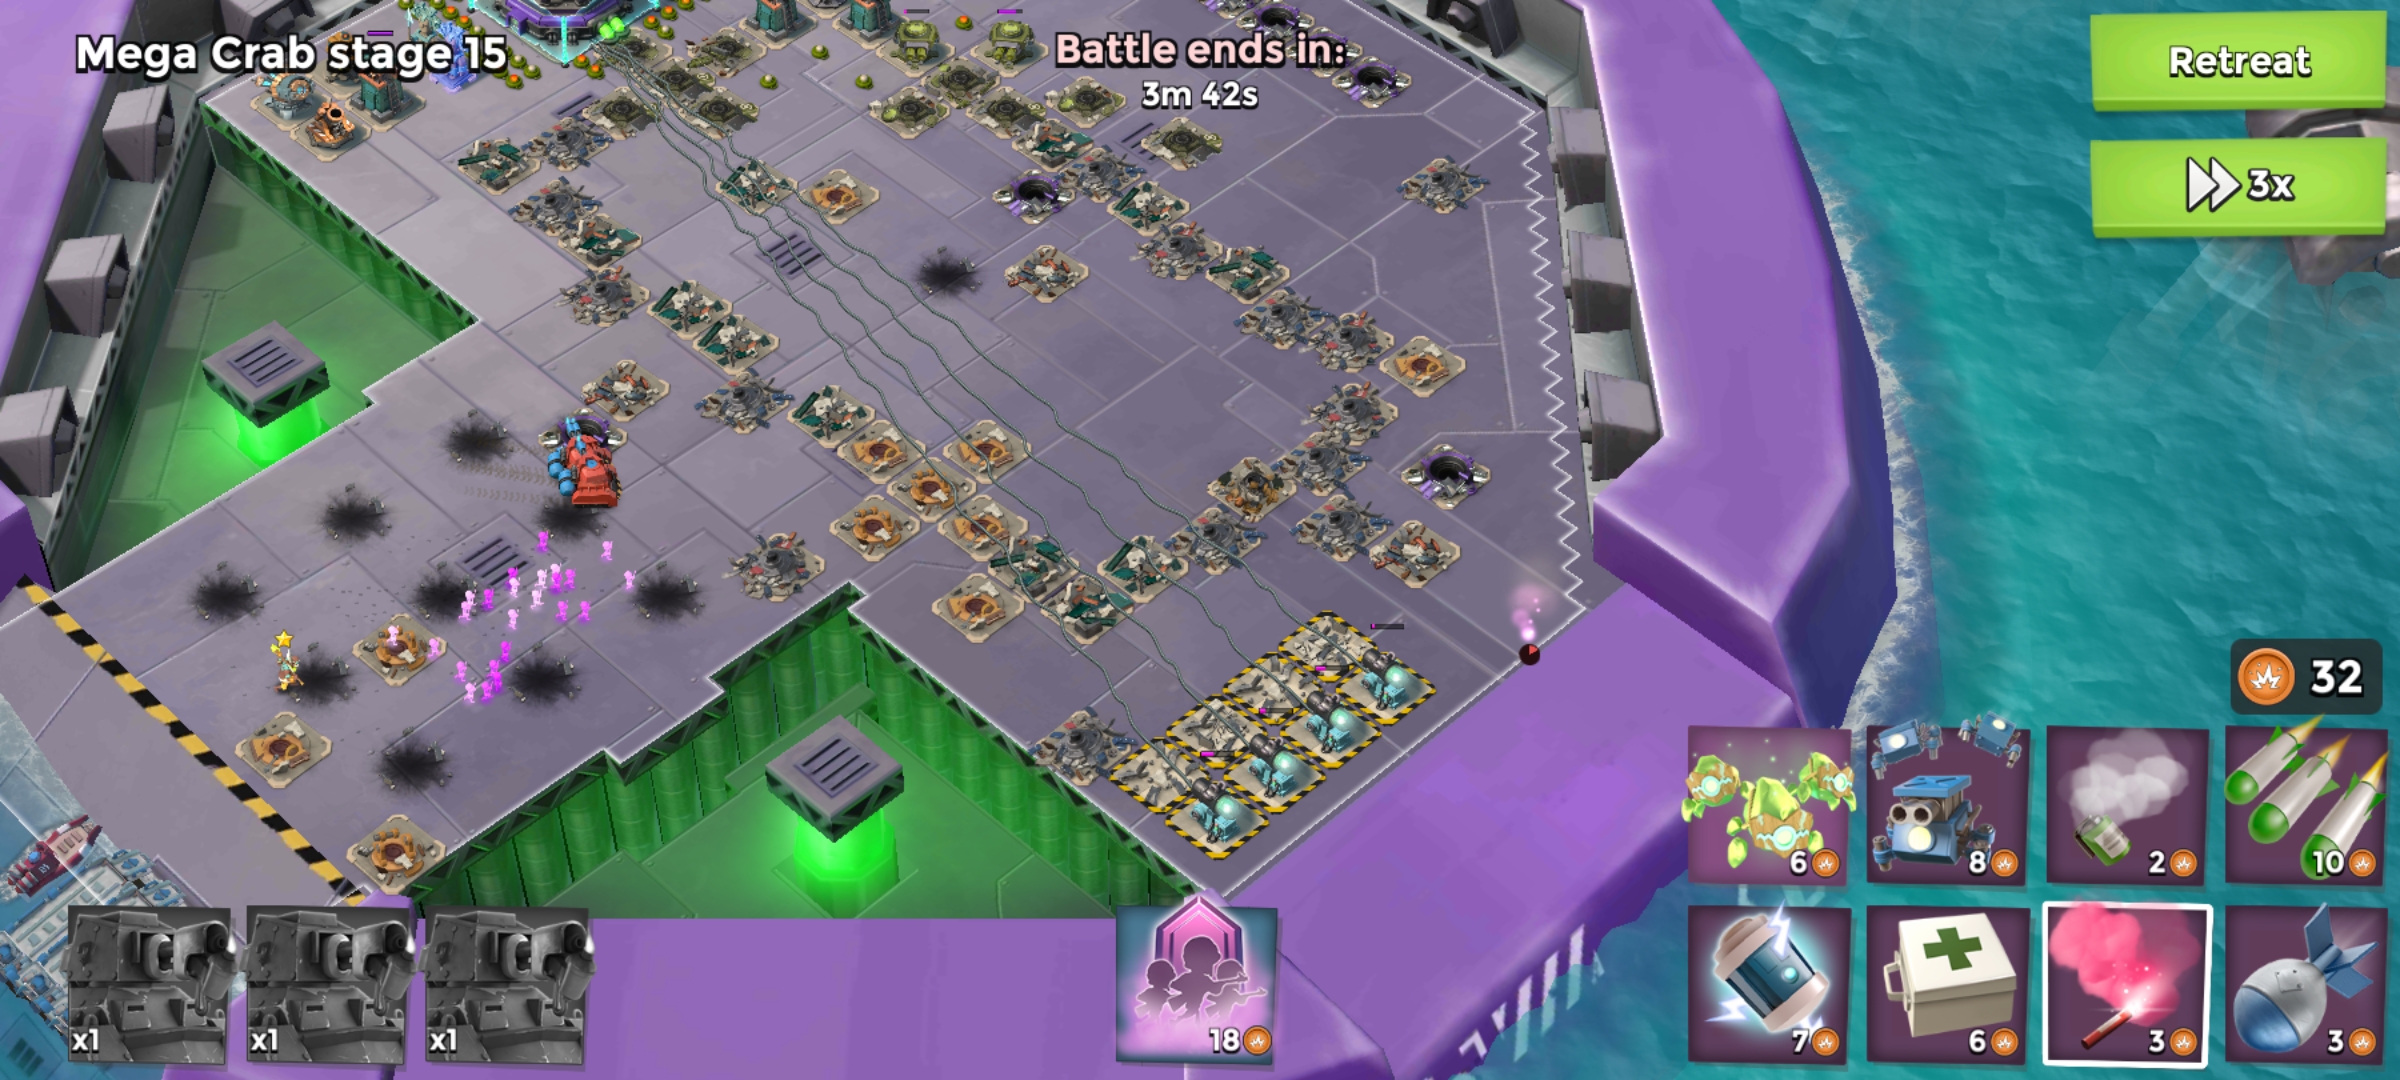 Mega Crab stage 15
Battle ends in:
3m 42s
Retreat
3x
32
6
8
2
10
x1
x1
x1
18
7
6
3
3